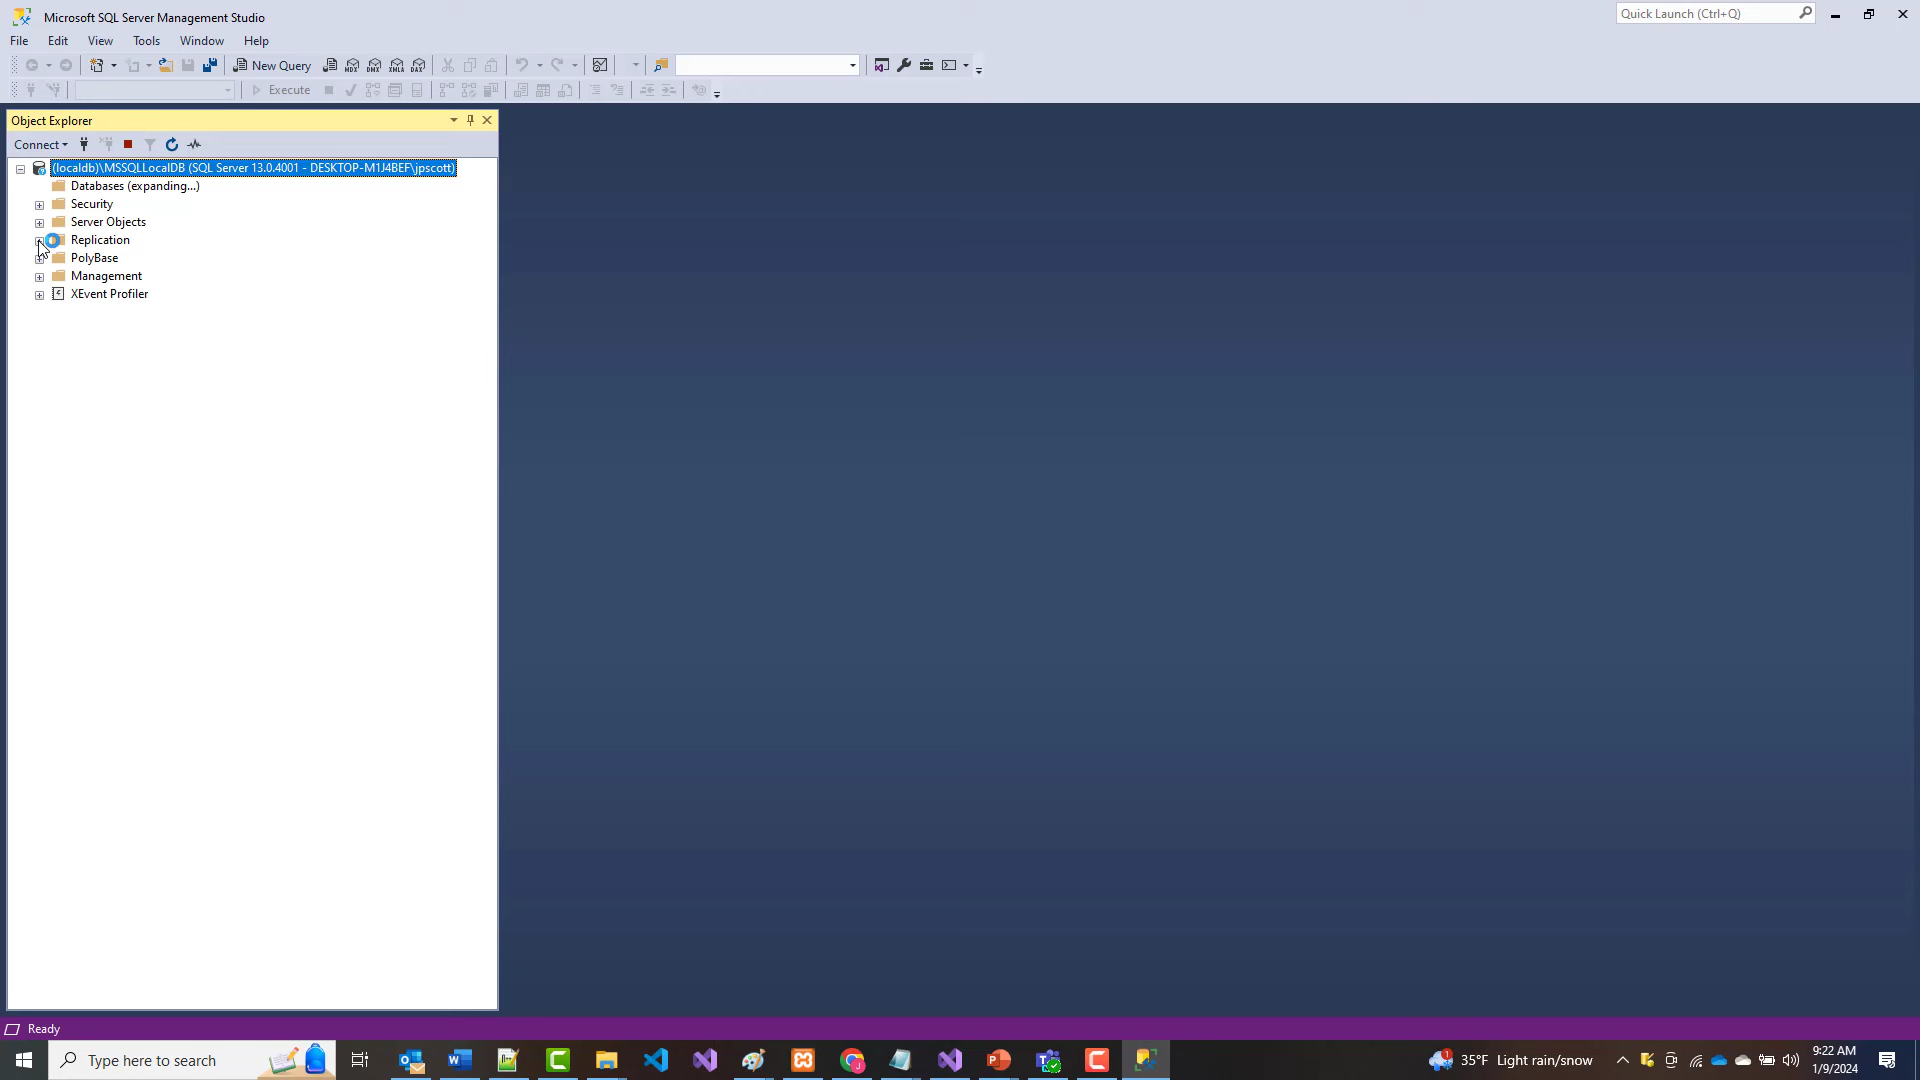 Microsoft SQL Server Management Studio
Quick Launch (Ctrl+Q)
File Edit View Tools Window Help
New Query
Execute
Object Explorer
Connect
(localdb)\MSSQLLocalDB (SQL Server 13.0.4001 - DESKTOP-M1J4BEF\jpscott)
Databases (expanding...)
Security
Server Objects
Replication
PolyBase
Management
XEvent Profiler
Ready
Type here to search
35°F Light rain/snow
9:22 AM
1/9/2024